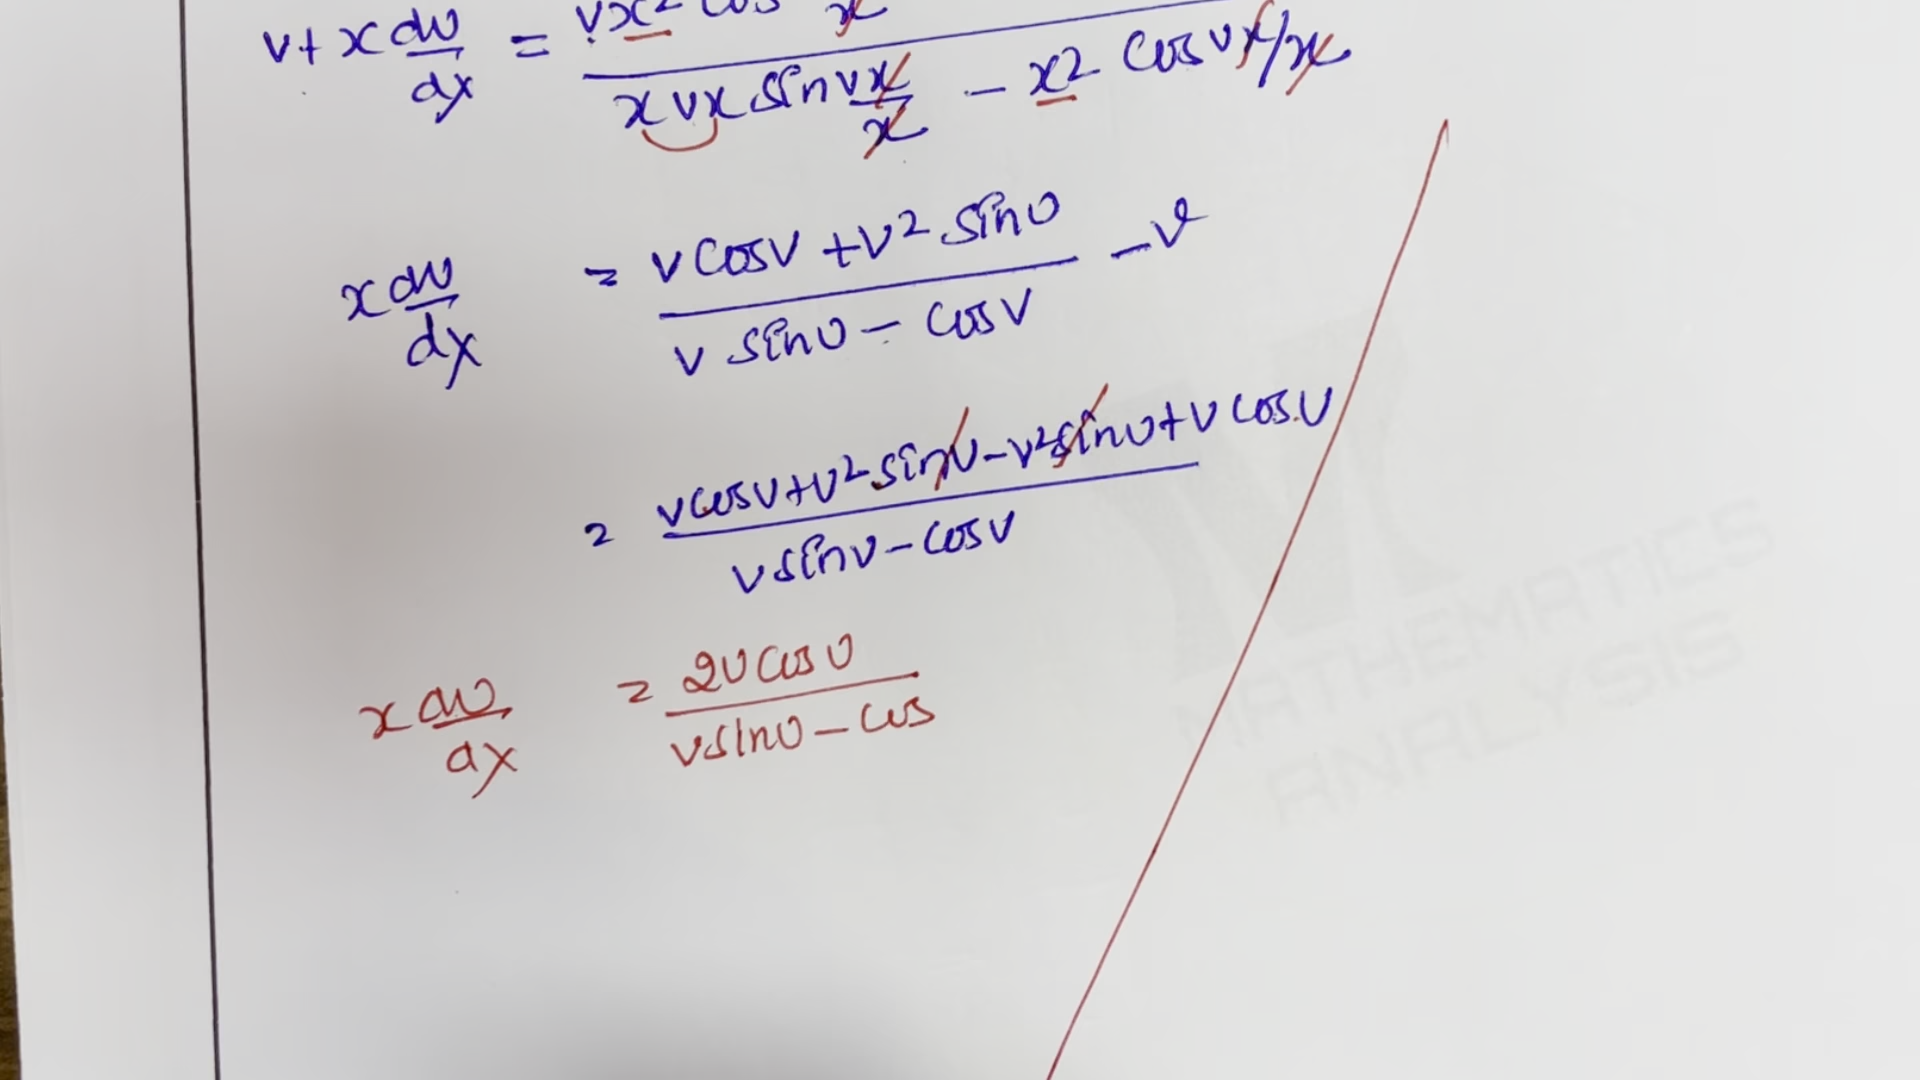 v + x dv/dx = vx² cos x
x vx sin vx/x - x² cos vx/x
x dv/dx = v cos v + v² sin v / v sin v - cos v - v
= v cos v + v² sin v - v² sin v + v cos v / v sin v - cos v
x dv/dx = 2v cos v / v sin v - cos
MATHEMATICS
ANALYSIS